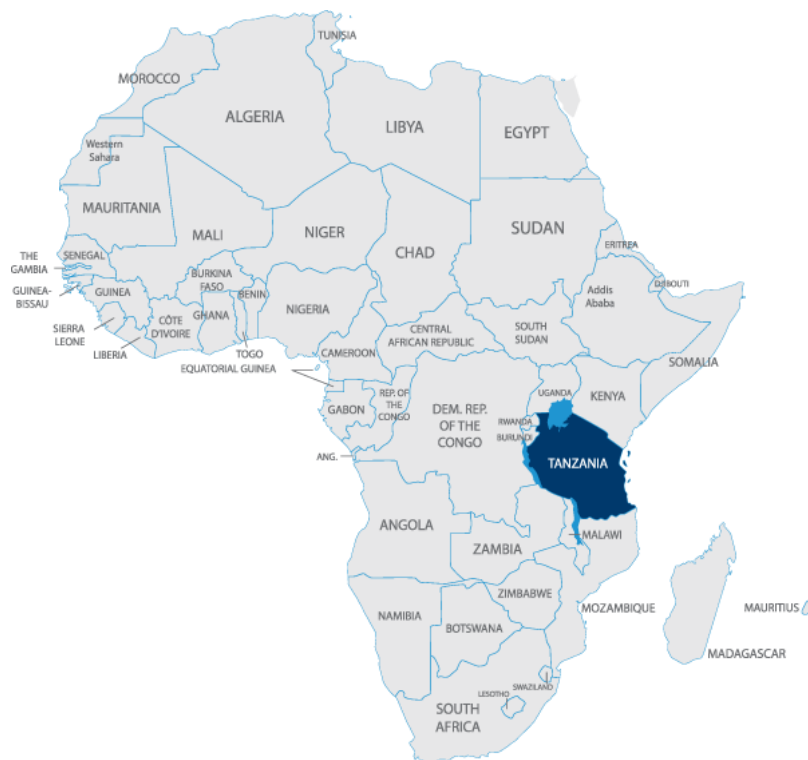 TUNISIA
MOROCCO
ALGERIA
LIBYA
EGYPT
Western
Sahara
MAURITANIA
MALI
NIGER
CHAD
SUDAN
ERITREA
THE
GAMBIA
SENEGAL
BURKINA
FASO
Addis
Ababa
DJIBOUTI
GUINEA-
BISSAU
GUINEA
BENIN
NIGERIA
GHANA
CÔTE
D'IVOIRE
SIERRA
LEONE
LIBERIA
TOGO
CENTRAL
AFRICAN REPUBLIC
SOUTH
SUDAN
CAMEROON
EQUATORIAL GUINEA
SOMALIA
UGANDA
KENYA
GABON
REP. OF
THE
CONGO
DEM. REP.
OF THE
CONGO
RWANDA
BURUNDI
TANZANIA
ANG.
ANGOLA
ZAMBIA
MALAWI
ZIMBABWE
MOZAMBIQUE
MAURITIUS
NAMIBIA
BOTSWANA
MADAGASCAR
SWAZILAND
LESOTHO
SOUTH
AFRICA